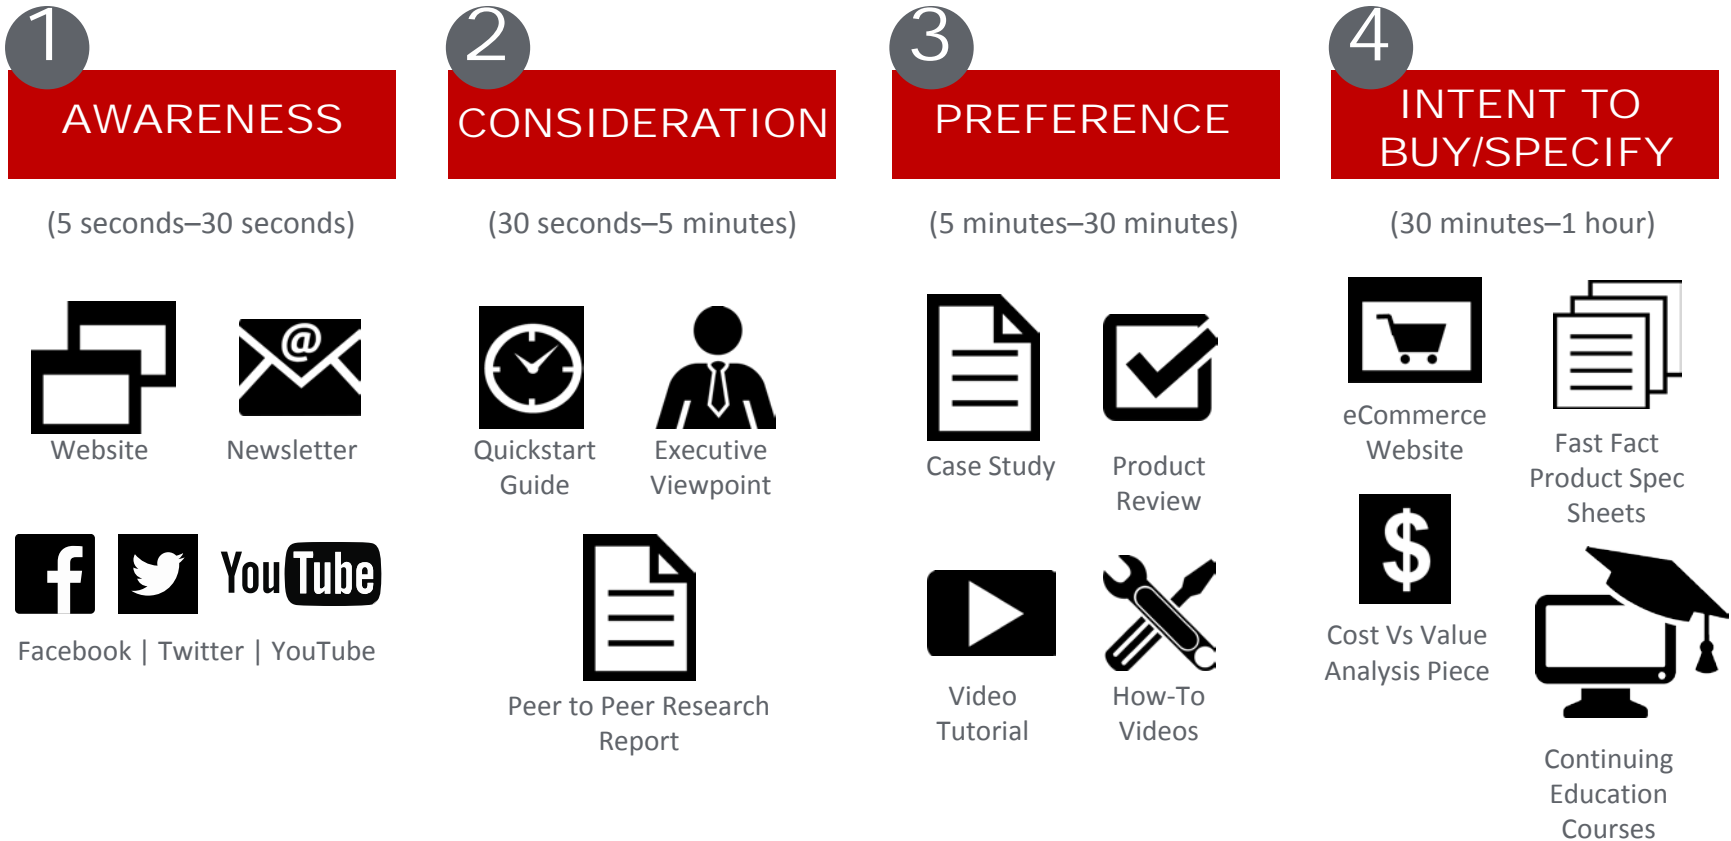 1
AWARENESS
(5 seconds–30 seconds)
Website
Newsletter
f
YouTube
Facebook | Twitter | YouTube
2
CONSIDERATION
(30 seconds–5 minutes)
Quickstart
Guide
Executive
Viewpoint
Peer to Peer Research
Report
3
PREFERENCE
(5 minutes–30 minutes)
Case Study
Product
Review
Video
Tutorial
How-To
Videos
4
INTENT TO
BUY/SPECIFY
(30 minutes–1 hour)
eCommerce
Website
Fast Fact
Product Spec
Sheets
$
Cost Vs Value
Analysis Piece
Continuing
Education
Courses
@